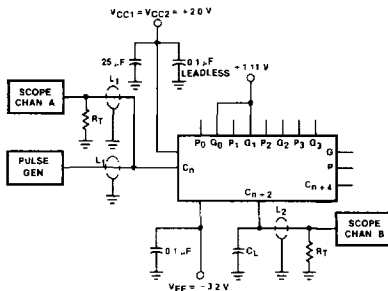 VCC1 = VCC2 = +2.0 V
25 µF
0.1 µF
LEADLESS
+1.11 V
SCOPE
CHAN A
L1
RT
PULSE
GEN
L1
P0 G0 P1 G1 P2 G2 P3 G3
G
P
Cn
Cn+4
Cn+2
L2
0.1 µF
CL
RT
SCOPE
CHAN B
VEE = -3.2 V